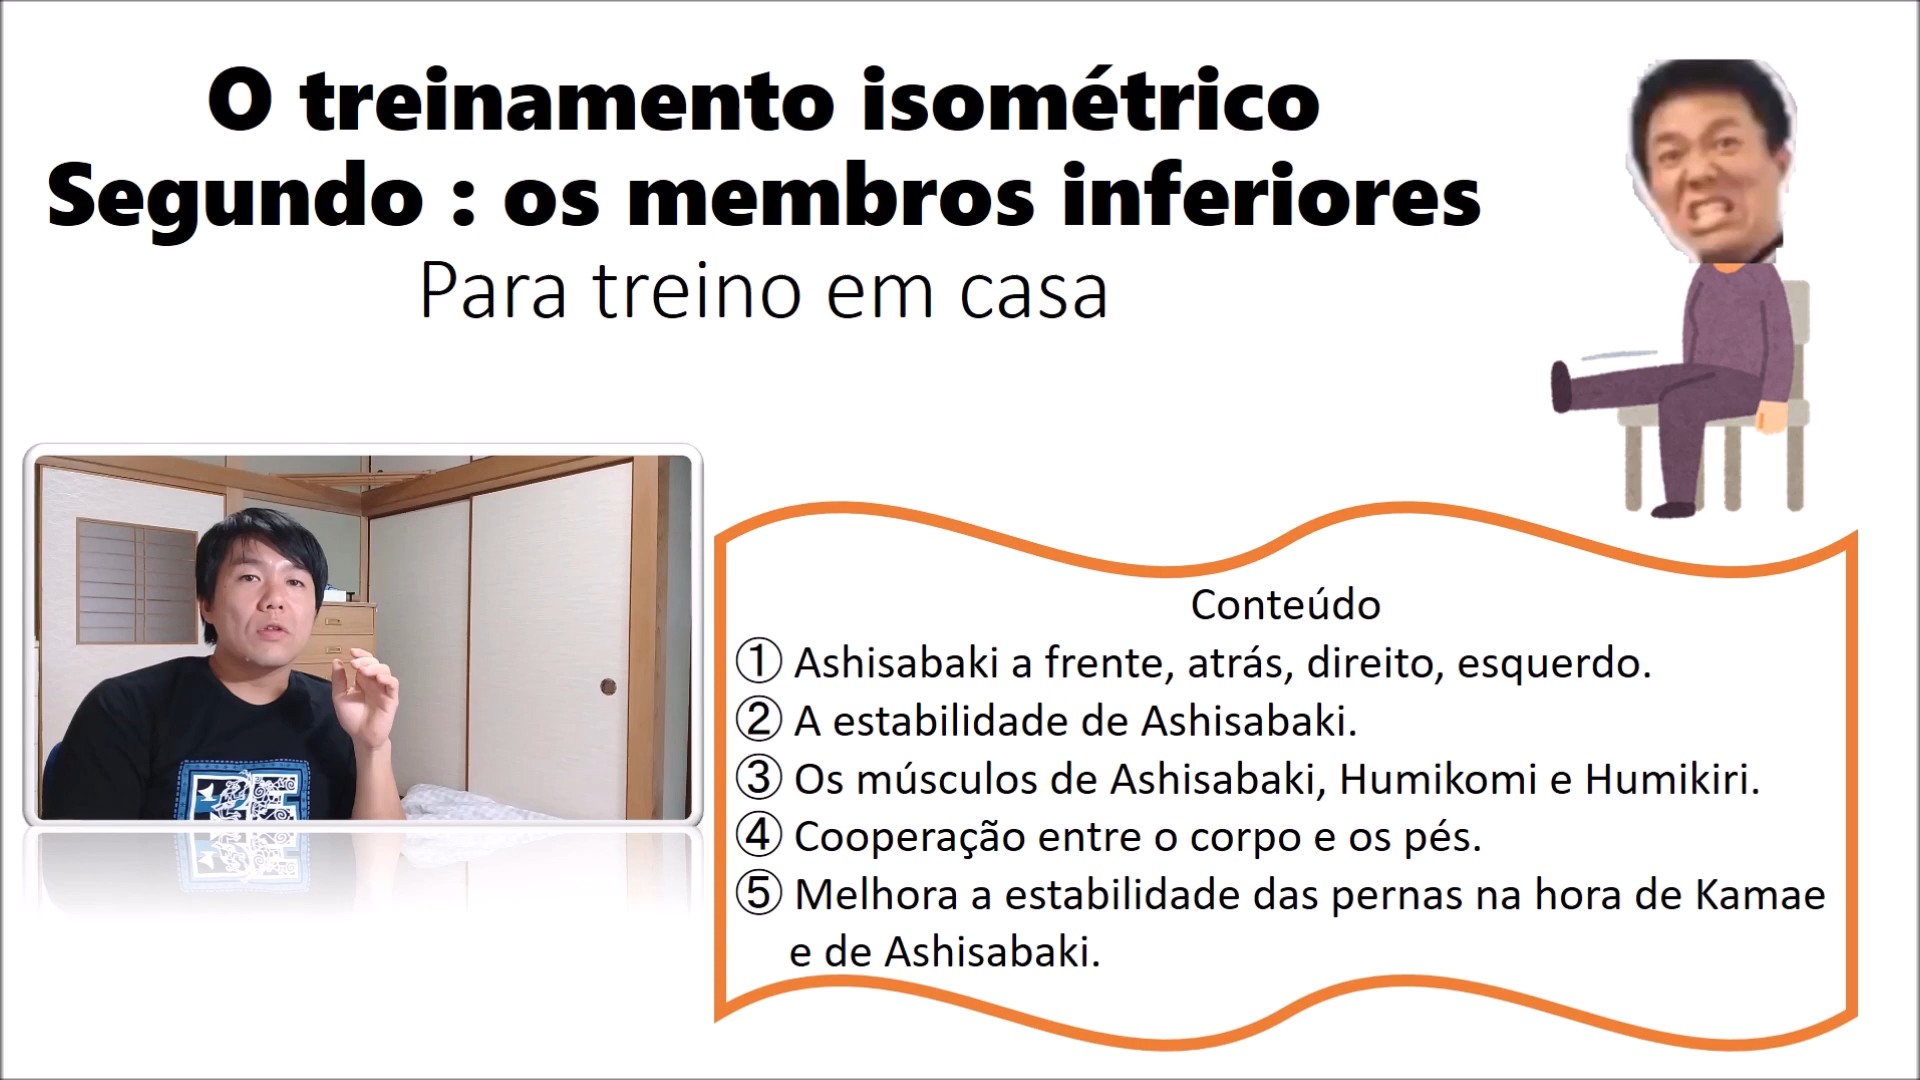 O treinamento isométrico
Segundo : os membros inferiores
Para treino em casa
Conteúdo
① Ashisabaki a frente, atrás, direito, esquerdo.
② A estabilidade de Ashisabaki.
③ Os músculos de Ashisabaki, Humikomi e Humikiri.
④ Cooperação entre o corpo e os pés.
⑤ Melhora a estabilidade das pernas na hora de Kamae
e de Ashisabaki.